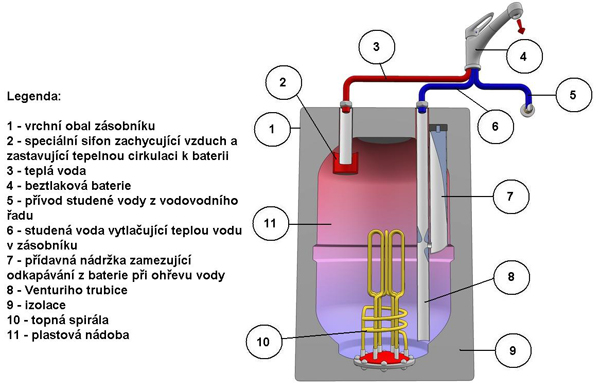 Legenda:
1 - vrchní obal zásobníku
2 - speciální sifon zachycující vzduch a
zastavující tepelnou cirkulaci k baterii
3 - teplá voda
4 - beztlaková baterie
5 - přívod studené vody z vodovodního
řadu
6 - studená voda vytlačující teplou vodu
v zásobníku
7 - přídavná nádržka zamezující
odkapávání z baterie při ohřevu vody
8 - Venturiho trubice
9 - izolace
10 - topná spirála
11 - plastová nádoba
3
4
2
5
1
6
7
11
8
10
9